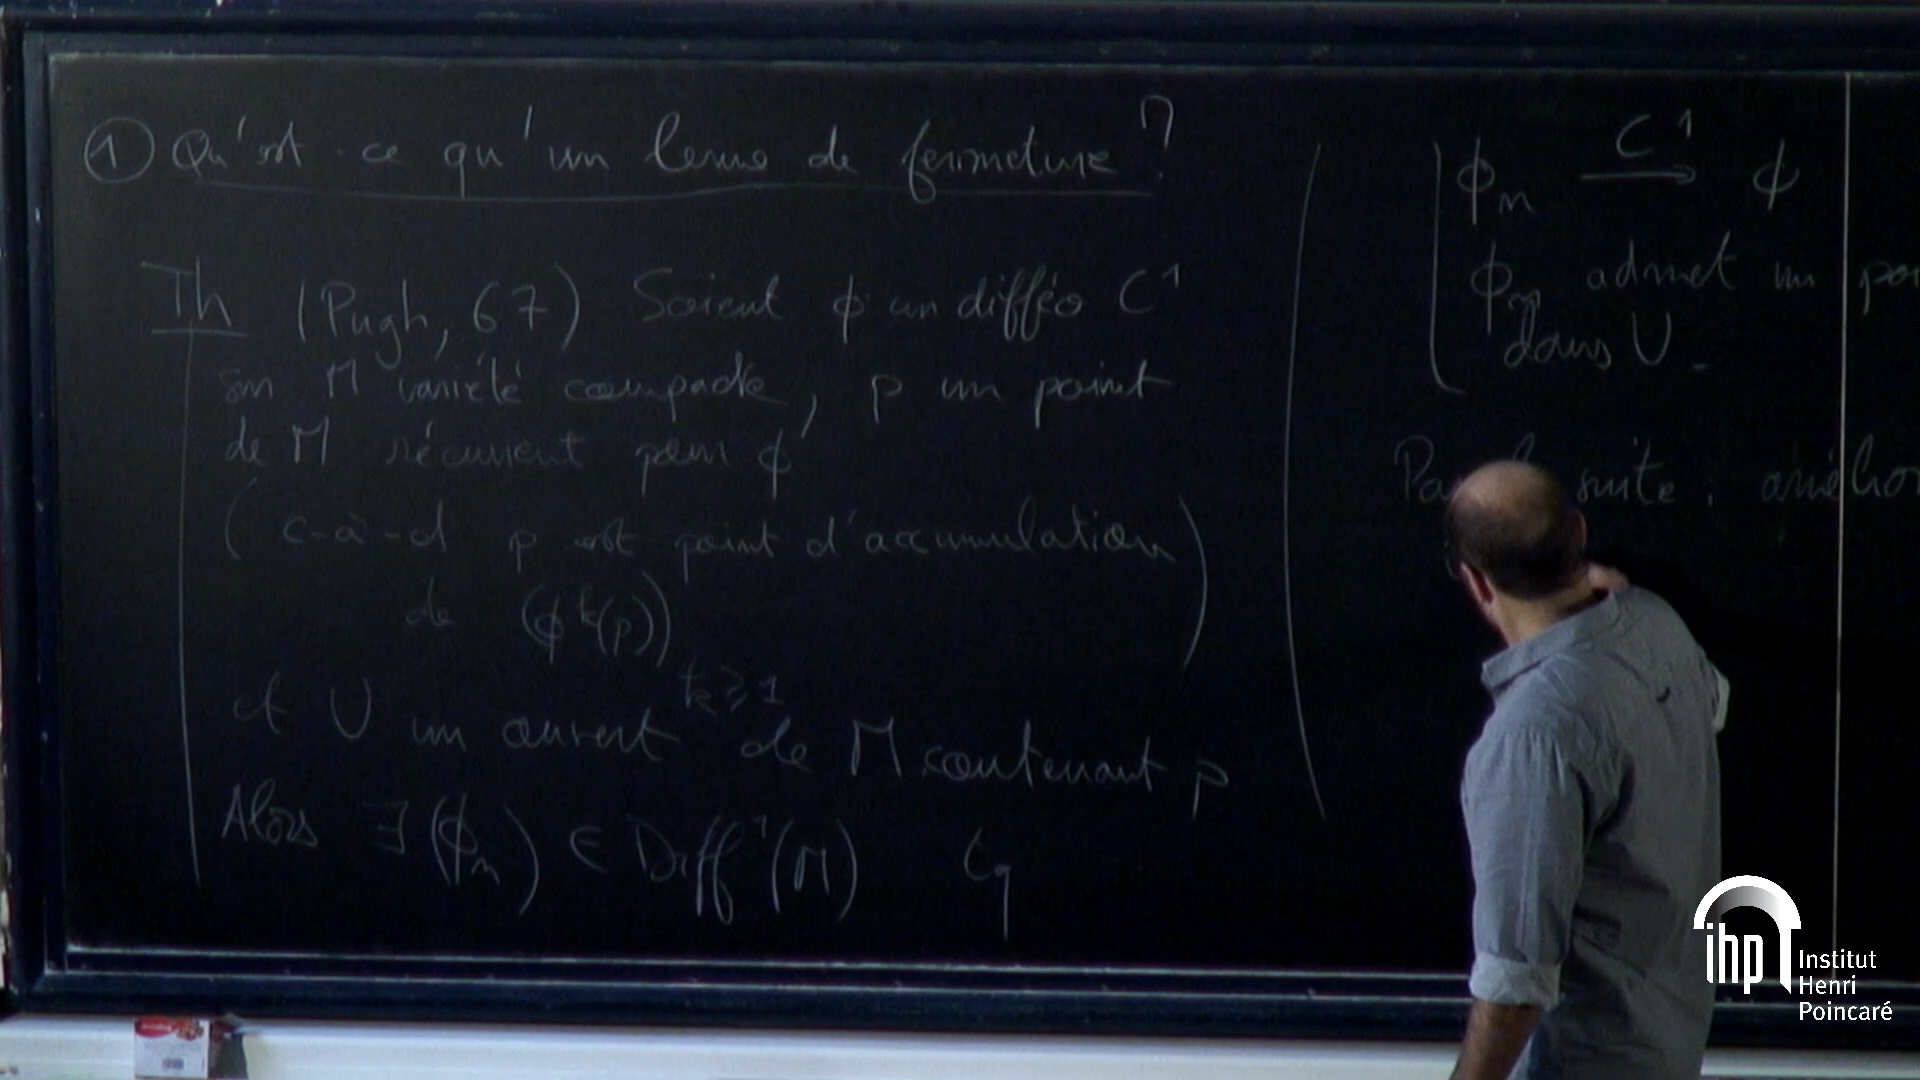 ① Qu'est-ce qu'un lemme de fermeture ?
Th (Pugh, 67) Soient ϕ un difféo C¹
sur M variété compacte, p un point
de M récurrent pour ϕ
( c-à-d p est point d'accumulation
de (ϕᵏ(p))ₖ≥₁ )
et U un ouvert de M contenant p
Alors ∃ (ϕₙ) ∈ Diff¹(M) tq
ϕₙ →^{C¹} ϕ
ϕₙ admet un
dans U.
suite :
ihp Institut
Henri
Poincaré